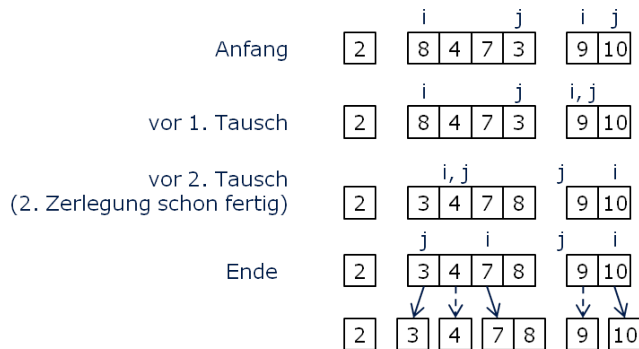 i j i j
Anfang 2 8 4 7 3 9 10
i j i, j
vor 1. Tausch 2 8 4 7 3 9 10
vor 2. Tausch i, j j i
(2. Zerlegung schon fertig) 2 3 4 7 8 9 10
j i j i
Ende 2 3 4 7 8 9 10
2 3 4 7 8 9 10